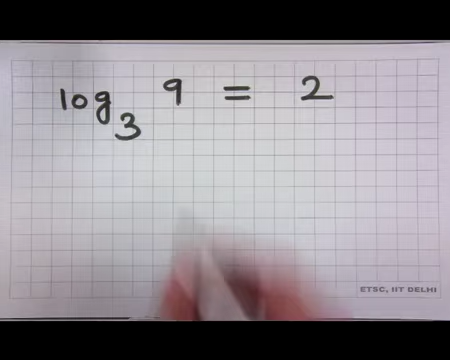 log₃ 9 = 2
ETSC, IIT DELHI